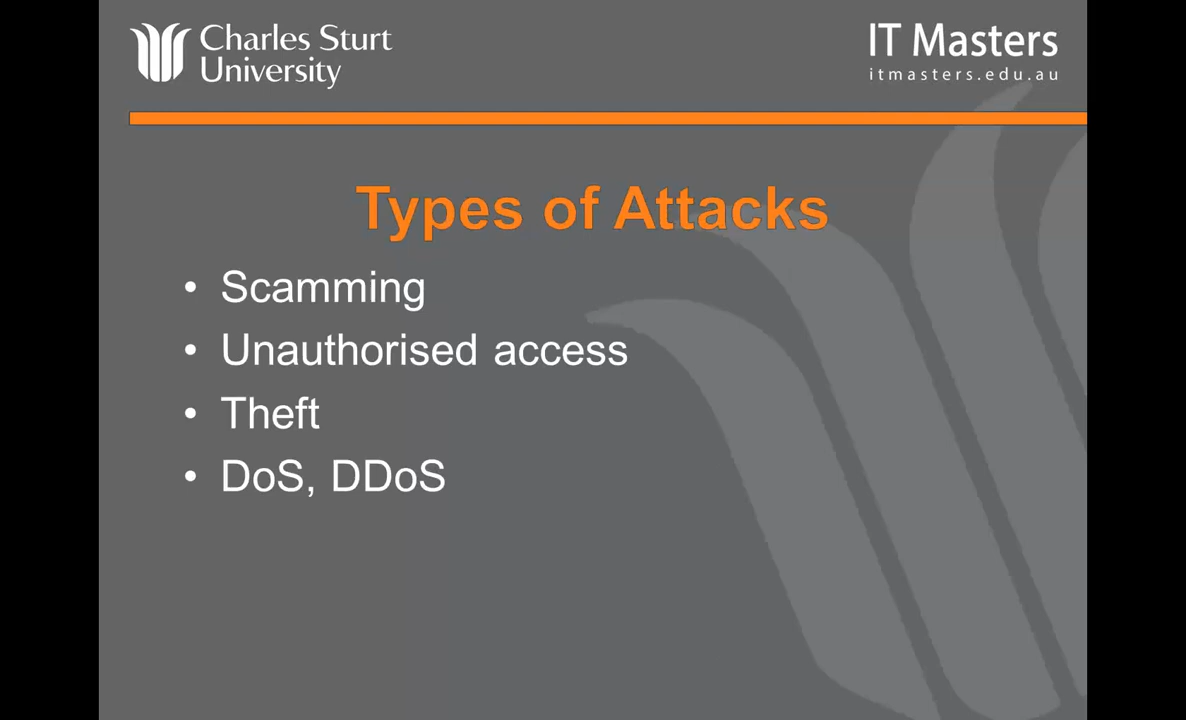 Charles Sturt
University
IT Masters
itmasters.edu.au
Types of Attacks
• Scamming
• Unauthorised access
• Theft
• DoS, DDoS